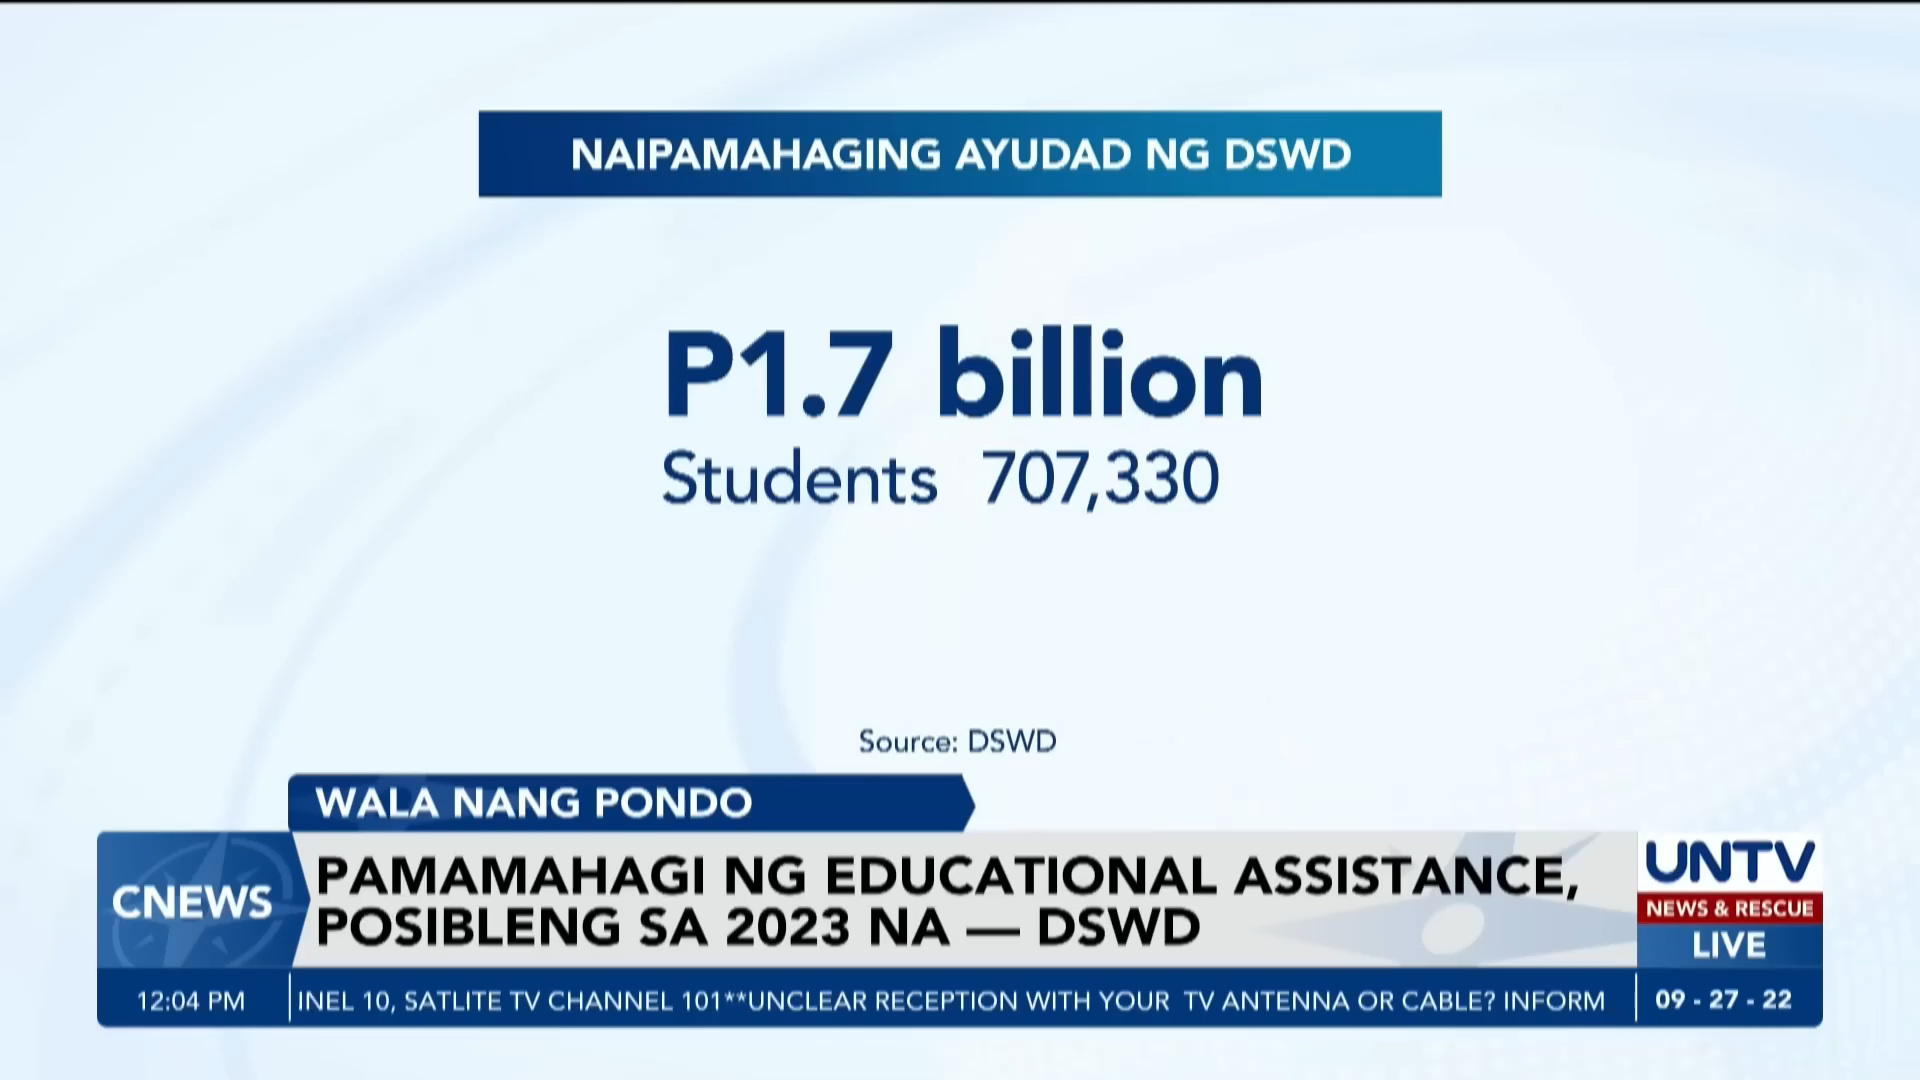 NAIPAMAHAGING AYUDAD NG DSWD
P1.7 billion
Students 707,330
Source: DSWD
WALA NANG PONDO
CNEWS
PAMAMAHAGI NG EDUCATIONAL ASSISTANCE,
POSIBLENG SA 2023 NA — DSWD
UNTV
NEWS & RESCUE
LIVE
12:04 PM
INEL 10, SATLITE TV CHANNEL 101**UNCLEAR RECEPTION WITH YOUR TV ANTENNA OR CABLE? INFORM
09 - 27 - 22